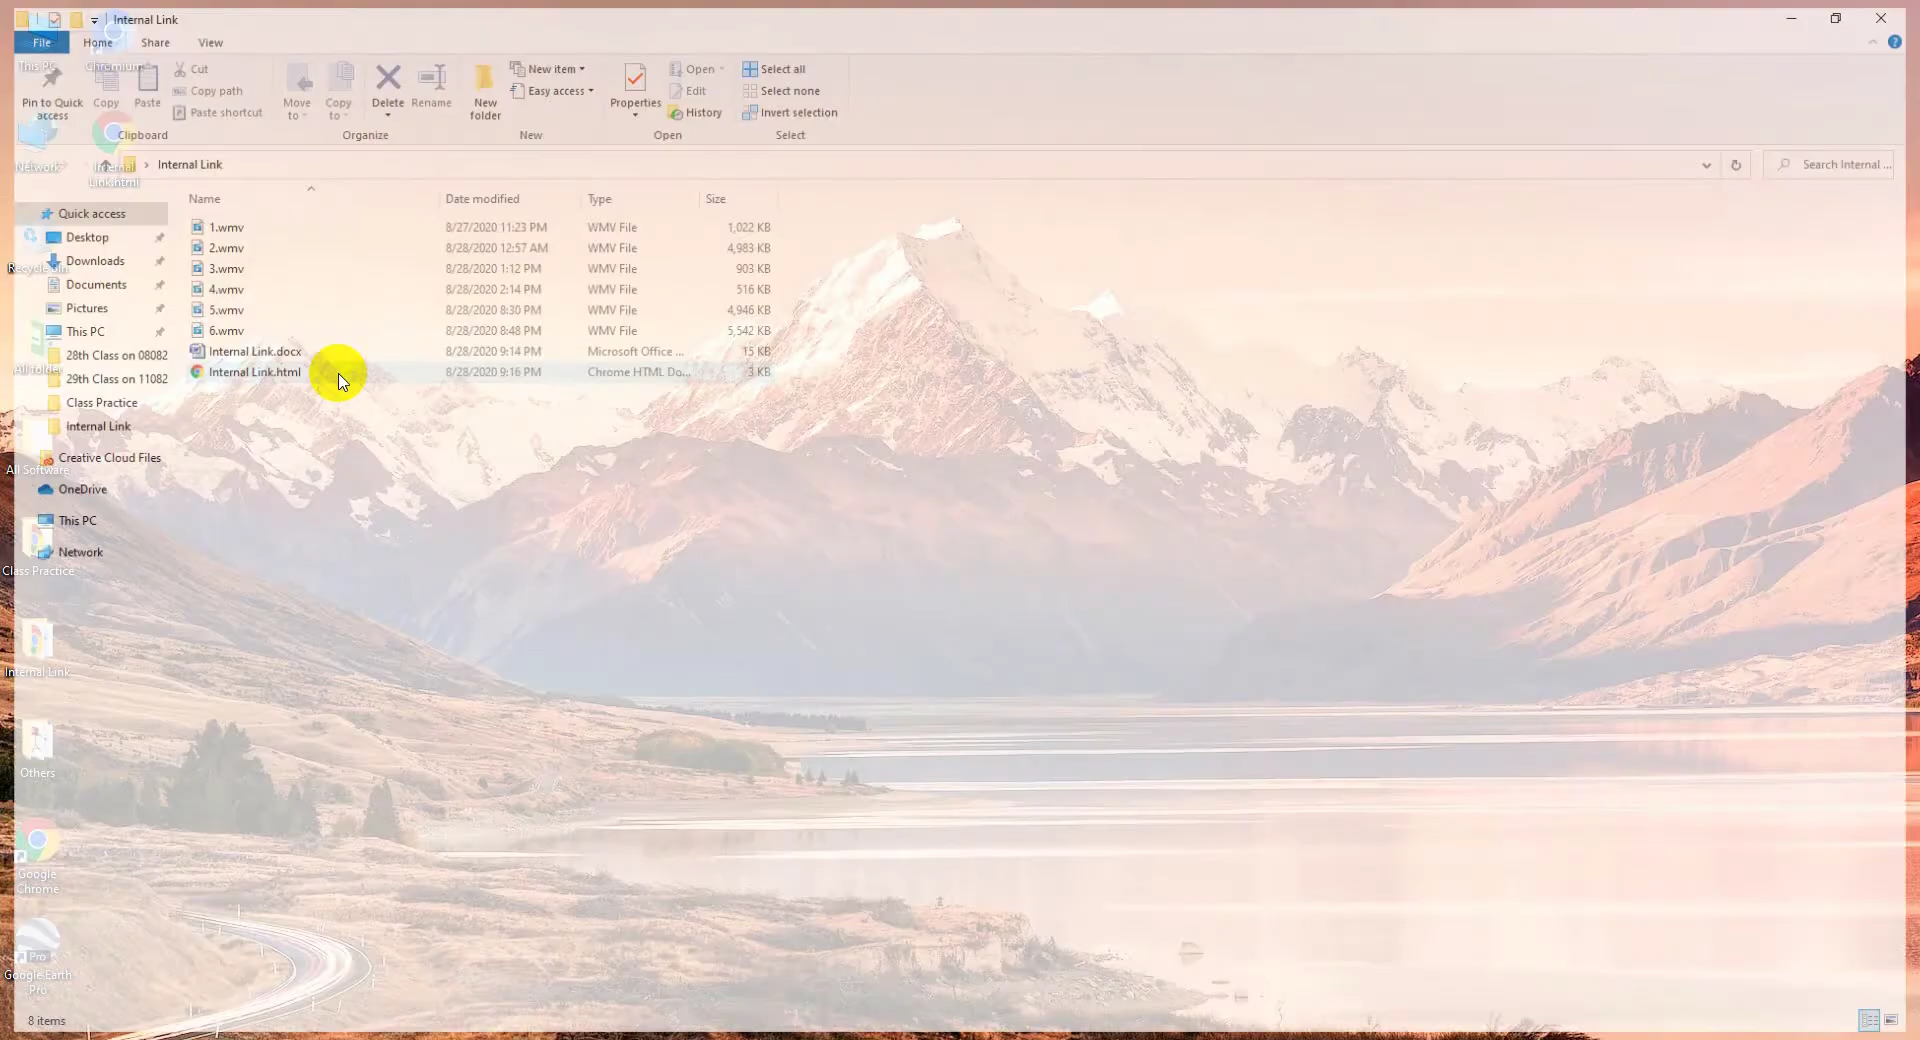 Internal Link
File Home Share View
This PC Chromium
Pin to Quick access
Copy
Paste
Cut
Copy path
Paste shortcut
Clipboard
Move to
Copy to
Delete
Rename
Organize
New folder
New item
Easy access
New
Properties
Open
Edit
History
Open
Select all
Select none
Invert selection
Select
Network
Internal Link.html
Internal Link
Search Internal ...
Name Date modified Type Size
1.wmv 8/27/2020 11:23 PM WMV File 1,022 KB
2.wmv 8/28/2020 12:57 AM WMV File 4,983 KB
3.wmv 8/28/2020 1:12 PM WMV File 903 KB
4.wmv 8/28/2020 2:14 PM WMV File 516 KB
5.wmv 8/28/2020 8:30 PM WMV File 4,946 KB
6.wmv 8/28/2020 8:48 PM WMV File 5,542 KB
Internal Link.docx 8/28/2020 9:14 PM Microsoft Office ... 15 KB
Internal Link.html 8/28/2020 9:16 PM Chrome HTML Do... 3 KB
Quick access
Desktop
Downloads
Recycle Bin
Documents
Pictures
This PC
28th Class on 08082
All folder
29th Class on 11082
Class Practice
Internal Link
Creative Cloud Files
All Software
OneDrive
This PC
Network
Class Practice
Internal Link
Others
Google
Chrome
Pro
Google Earth
Pro
8 items